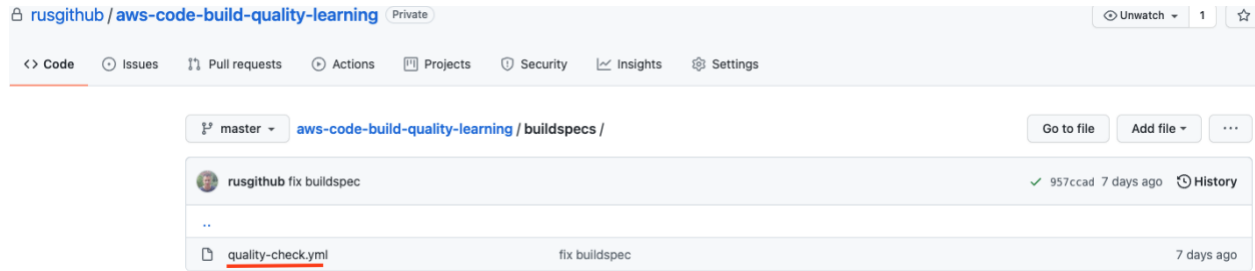 rusgithub / aws-code-build-quality-learning Private Unwatch 1
<> Code Issues Pull requests Actions Projects Security Insights Settings
master aws-code-build-quality-learning / buildspecs / Go to file Add file ...
rusgithub fix buildspec 957ccad 7 days ago History
..
quality-check.yml fix buildspec 7 days ago